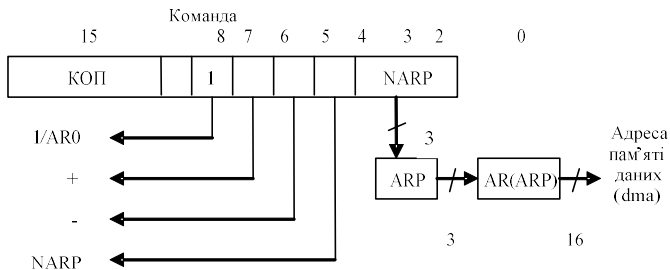 Команда
15 8 7 6 5 4 3 2 0
КОП 1 NARP
1/AR0
3
+
ARP AR(ARP)
Адреса
пам’яті
даних
(dma)
-
3 16
NARP